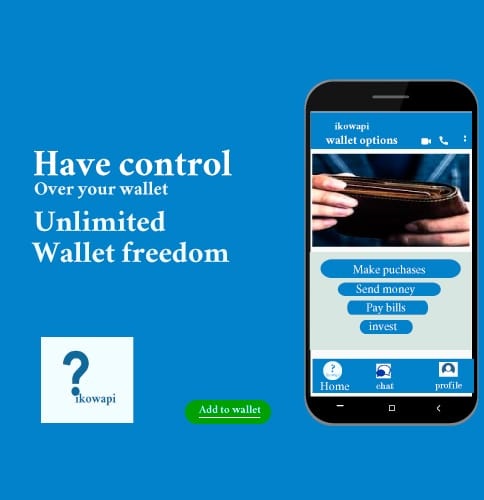 Have control
Over your wallet
Unlimited
Wallet freedom
?
ikowapi
Add to wallet
ikowapi
wallet options
Make puchases
Send money
Pay bills
invest
Home
chat
profile